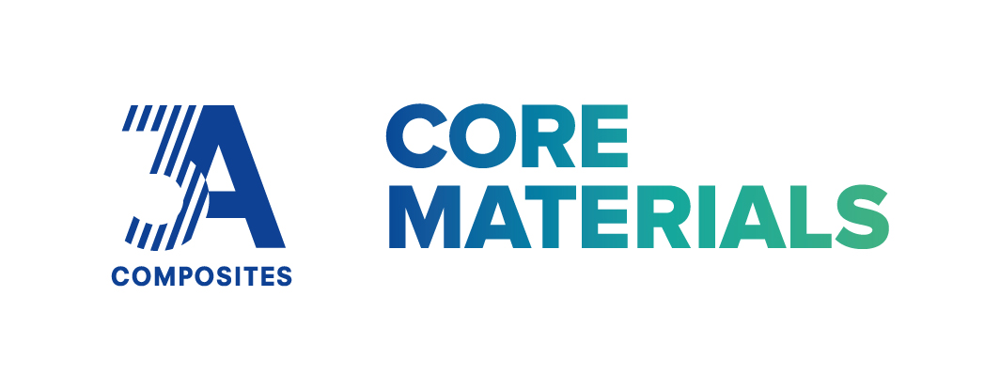 3A
COMPOSITES
CORE
MATERIALS